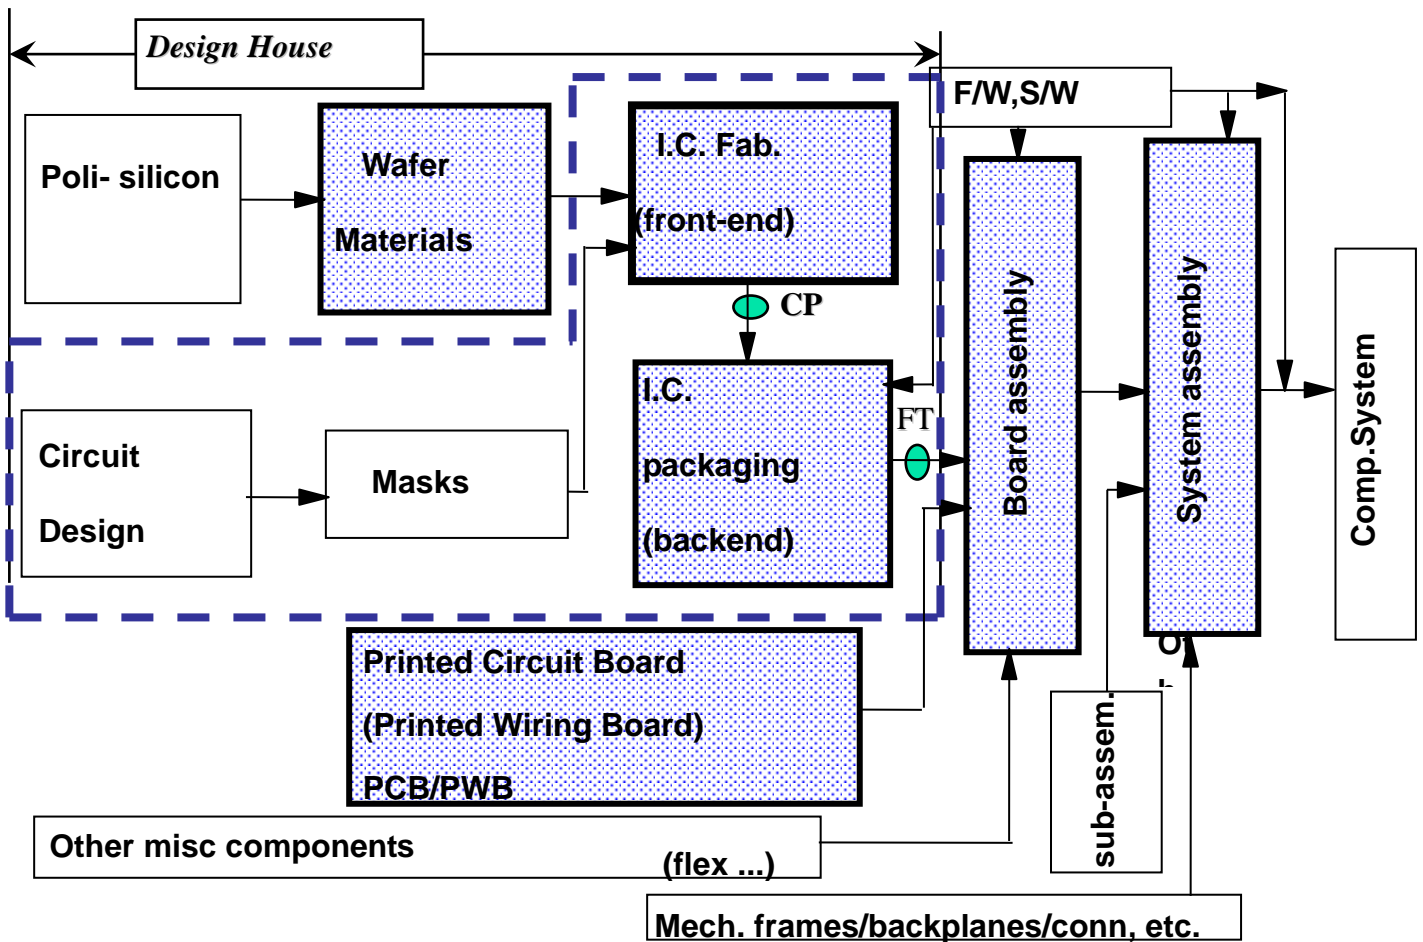 Design House
F/W,S/W
Poli- silicon
Wafer
Materials
I.C. Fab.
(front-end)
CP
I.C.
packaging
(backend)
FT
Circuit
Design
Masks
Board assembly
System assembly
Comp.System
Printed Circuit Board
(Printed Wiring Board)
PCB/PWB
sub-assem.
Other misc components
(flex ...)
Mech. frames/backplanes/conn, etc.